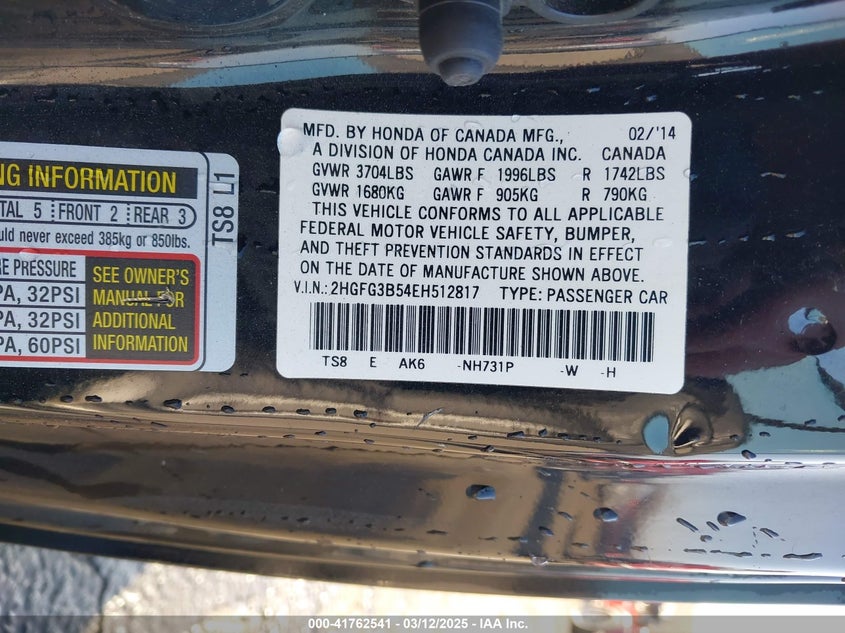 NG INFORMATION
TAL 5 FRONT 2 REAR 3
uld never exceed 385kg or 850lbs.
RE PRESSURE
PA, 32PSI
PA, 32PSI
PA, 60PSI
SEE OWNER'S
MANUAL FOR
ADDITIONAL
INFORMATION
TS8 L1
MFD. BY HONDA OF CANADA MFG., 02/'14
A DIVISION OF HONDA CANADA INC. CANADA
GVWR 3704LBS GAWR F 1996LBS R 1742LBS
GVWR 1680KG GAWR F 905KG R 790KG
THIS VEHICLE CONFORMS TO ALL APPLICABLE
FEDERAL MOTOR VEHICLE SAFETY, BUMPER,
AND THEFT PREVENTION STANDARDS IN EFFECT
ON THE DATE OF MANUFACTURE SHOWN ABOVE.
V.I.N.: 2HGFG3B54EH512817 TYPE: PASSENGER CAR
TS8 E AK6 -NH731P -W -H
000-41762541 - 03/12/2025 - IAA Inc.